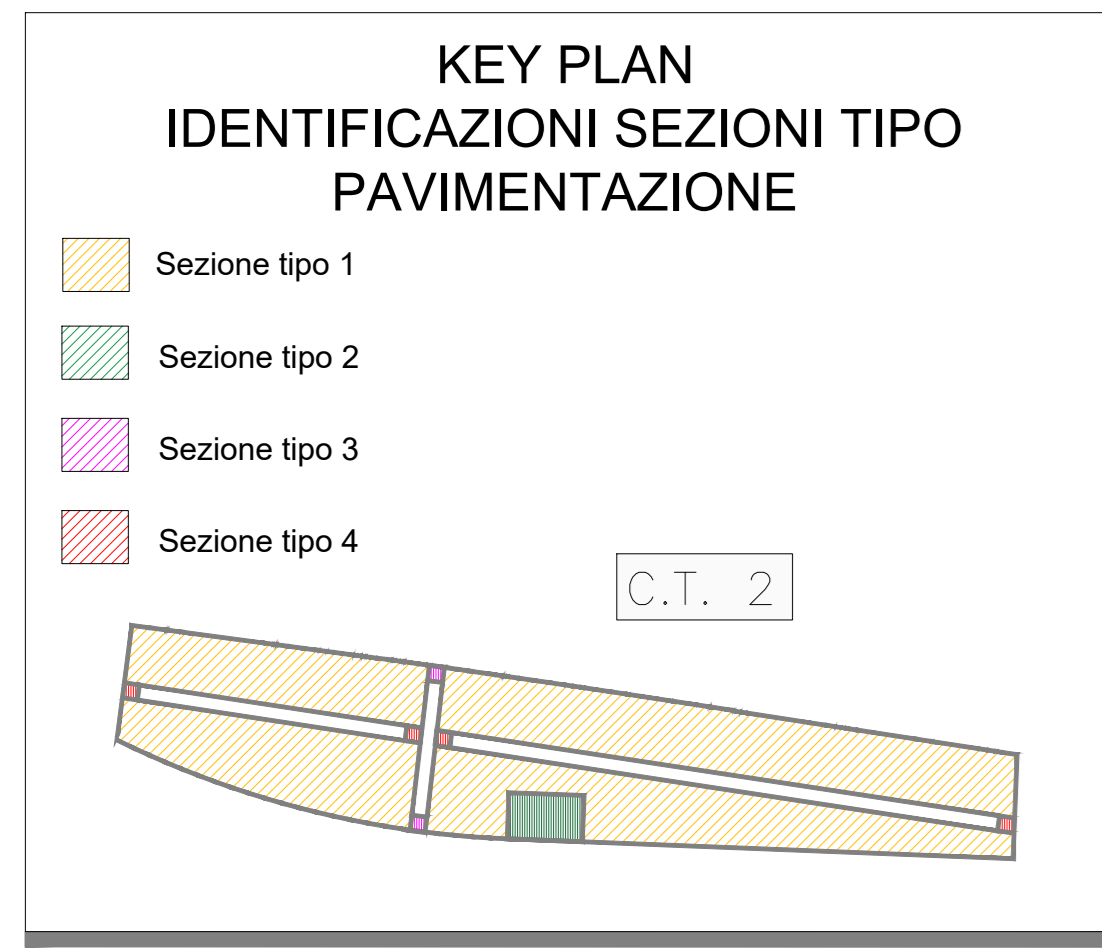 KEY PLAN
IDENTIFICAZIONI SEZIONI TIPO
PAVIMENTAZIONE
Sezione tipo 1
Sezione tipo 2
Sezione tipo 3
Sezione tipo 4
C.T. 2